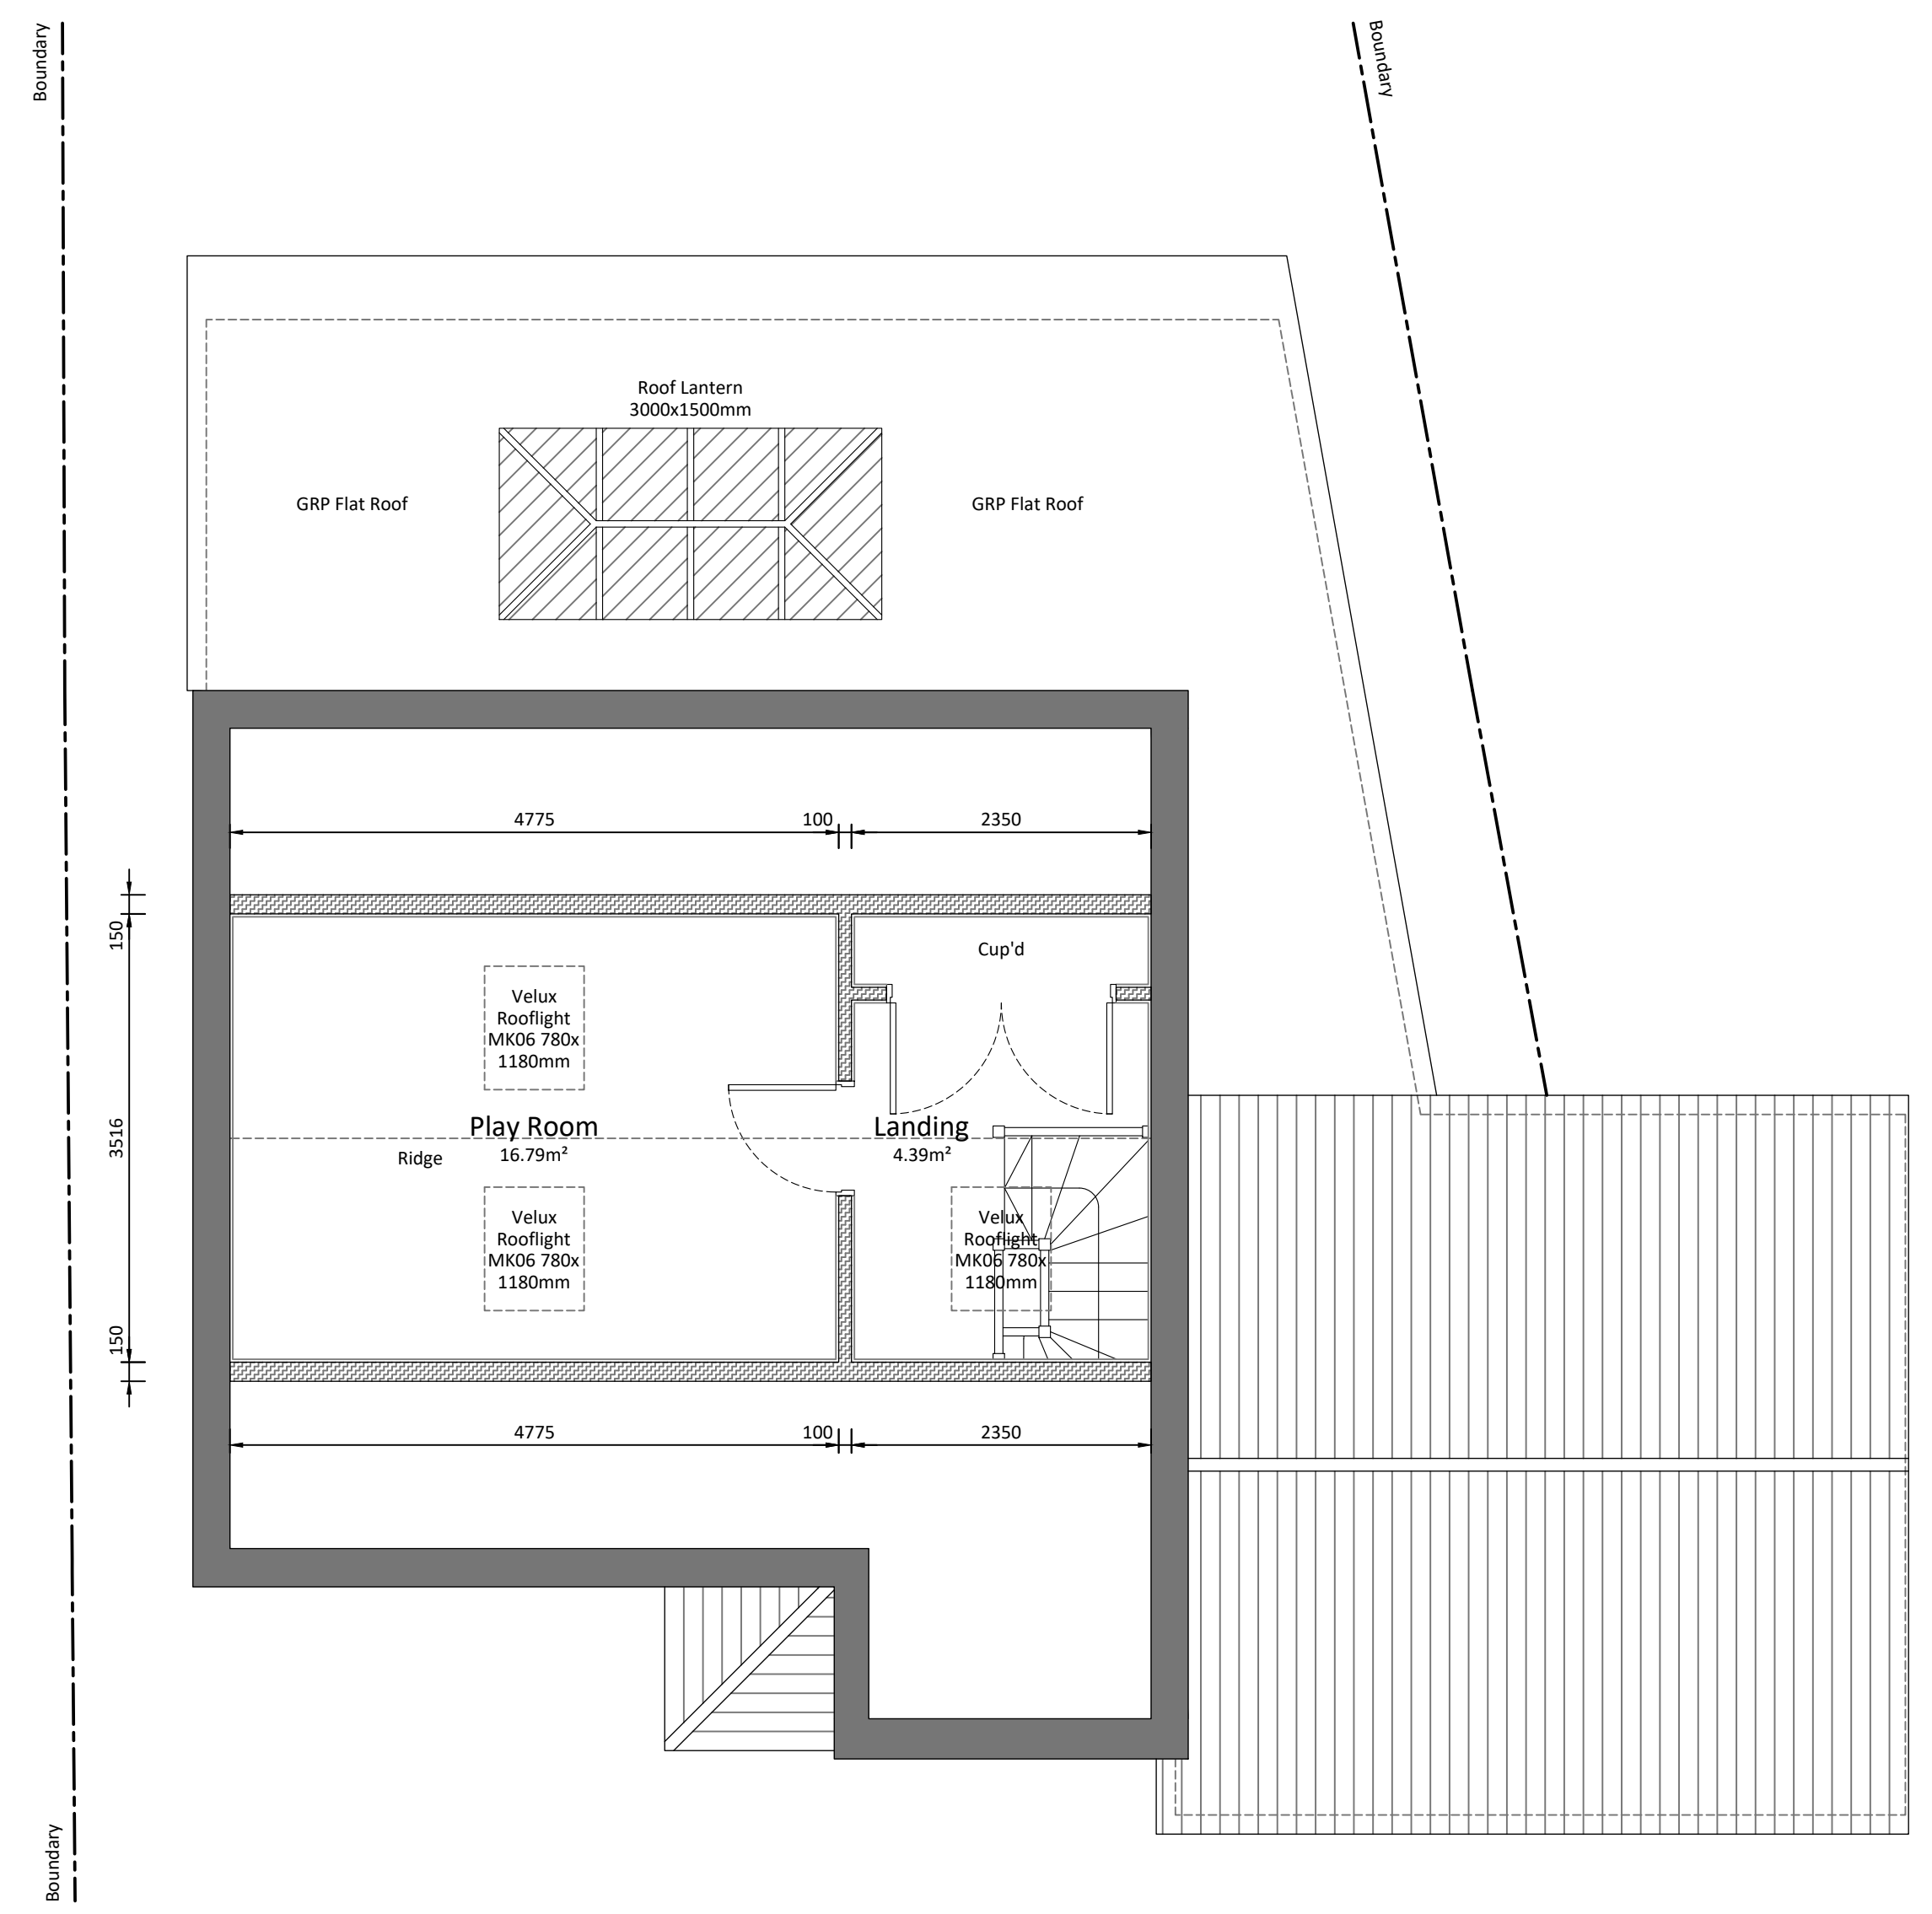 Boundary
Boundary
Roof Lantern
3000x1500mm
GRP Flat Roof
GRP Flat Roof
4775
100
2350
150
Cup'd
Velux
Rooflight
MK06 780x
1180mm
3516
Play Room
16.79m²
Landing
4.39m²
Ridge
Velux
Rooflight
MK06 780x
1180mm
Velux
Rooflight
MK06 780x
1180mm
150
4775
100
2350
Boundary